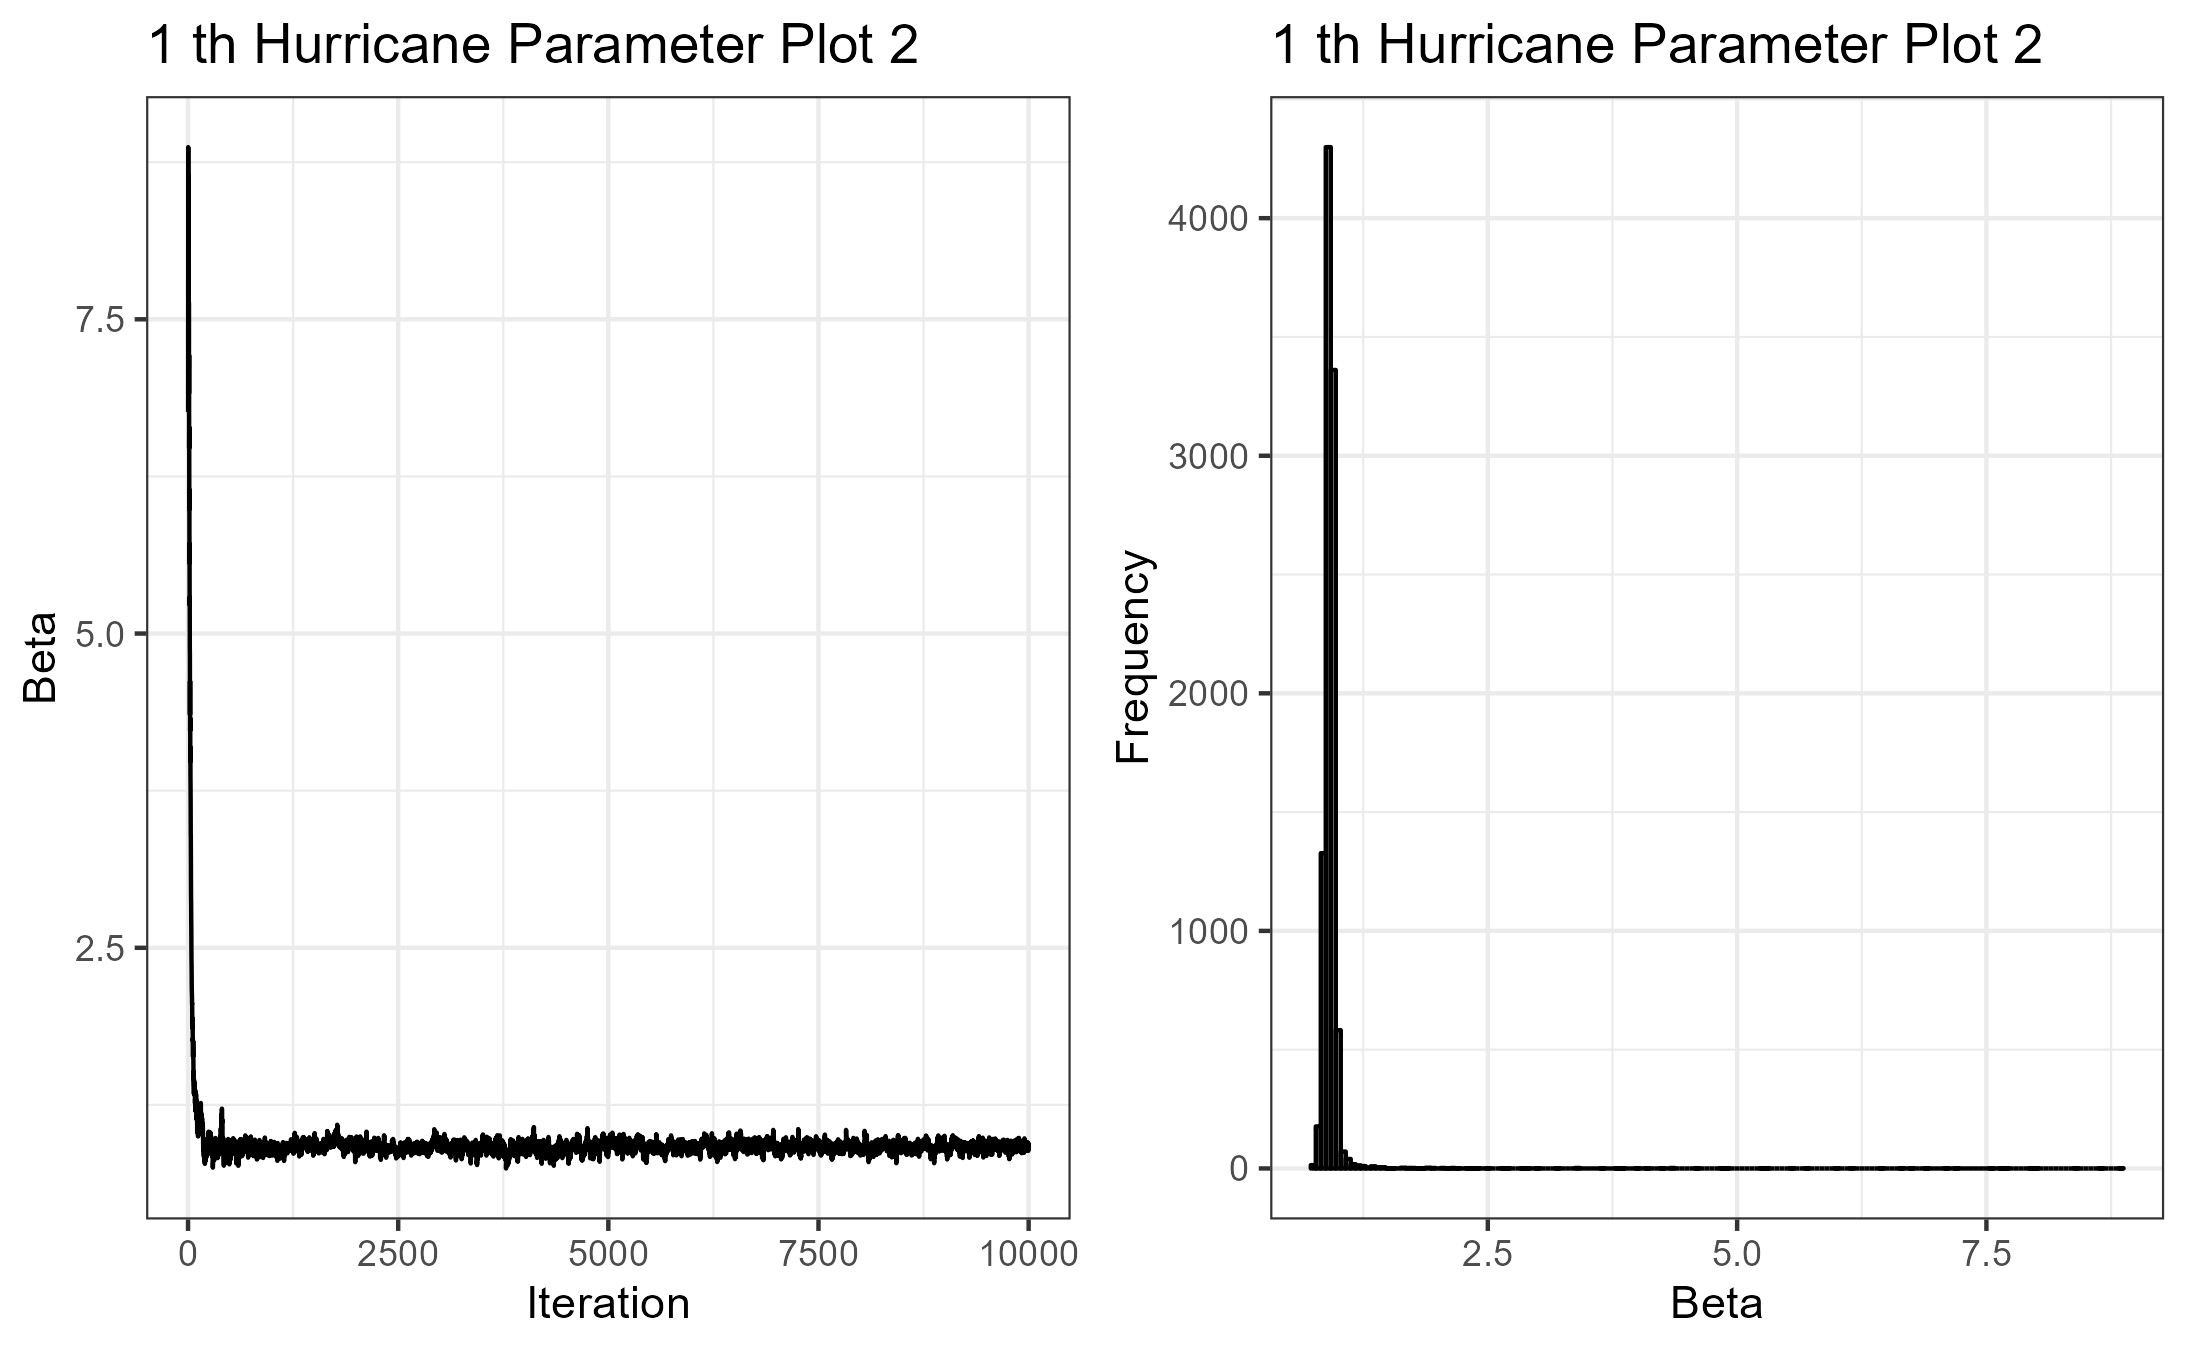 1 th Hurricane Parameter Plot 2
Beta
7.5
5.0
2.5
0 2500 5000 7500 10000
Iteration
1 th Hurricane Parameter Plot 2
Frequency
4000
3000
2000
1000
0
2.5 5.0 7.5
Beta